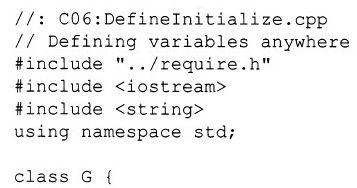 //: C06:DefineInitialize.cpp
// Defining variables anywhere
#include "../require.h"
#include <iostream>
#include <string>
using namespace std;
class G {